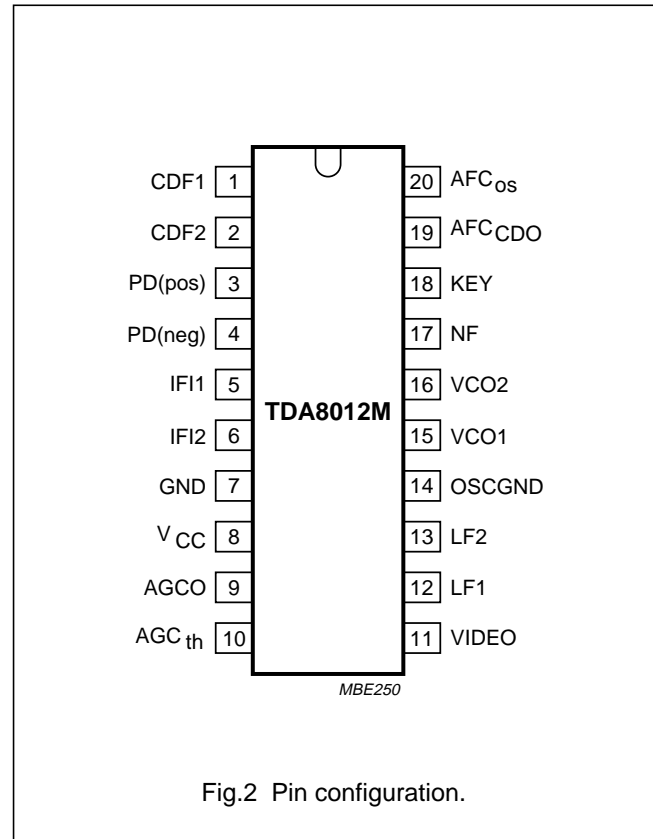 CDF1 1
CDF2 2
PD(pos) 3
PD(neg) 4
IFI1 5
IFI2 6
GND 7
VCC 8
AGCO 9
AGCth 10
TDA8012M
20 AFCos
19 AFCCDO
18 KEY
17 NF
16 VCO2
15 VCO1
14 OSCGND
13 LF2
12 LF1
11 VIDEO
MBE250
Fig.2 Pin configuration.